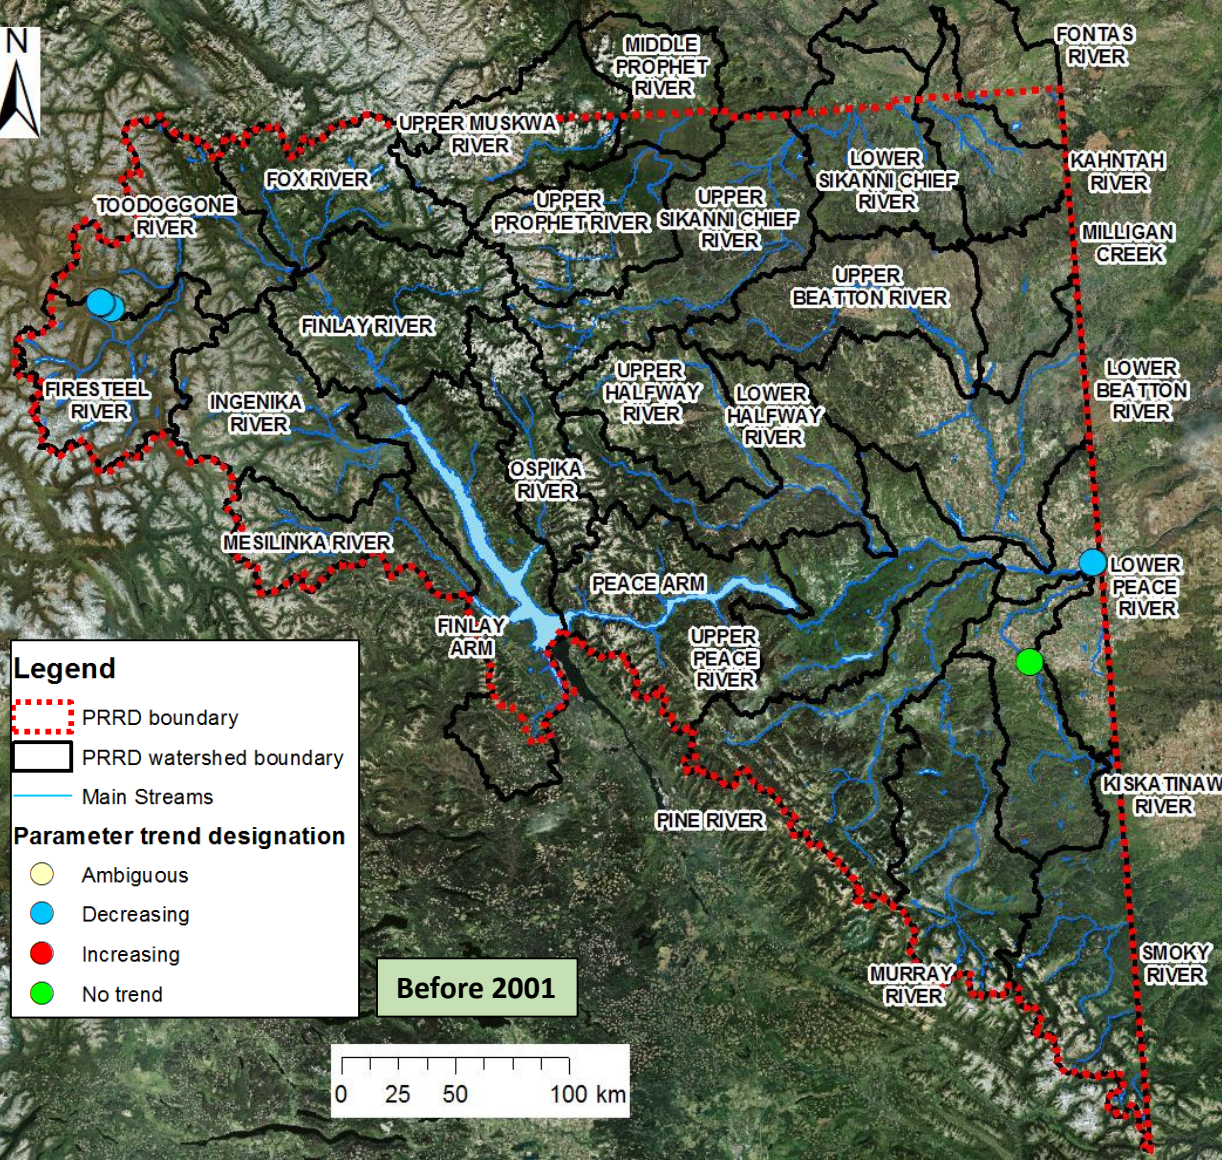 N
FONTAS
RIVER
MIDDLE
PROPHET
RIVER
UPPER MUSKWA
RIVER
FOX RIVER
LOWER
SIKANNI CHIEF
RIVER
KAHNTAH
RIVER
TOODOGGONE
RIVER
UPPER
PROPHET RIVER
UPPER
SIKANNI CHIEF
RIVER
MILLIGAN
CREEK
UPPER
BEATTON RIVER
FINLAY RIVER
FIRESTEEL
RIVER
INGENIKA
RIVER
UPPER
HALFWAY
RIVER
LOWER
HALFWAY
RIVER
LOWER
BEATTON
RIVER
OSPIKA
RIVER
MESILINKA RIVER
PEACE ARM
LOWER
PEACE
RIVER
FINLAY
ARM
UPPER
PEACE
RIVER
KISKATINAW
RIVER
PINE RIVER
MURRAY
RIVER
SMOKY
RIVER
Legend
PRRD boundary
PRRD watershed boundary
Main Streams
Parameter trend designation
Ambiguous
Decreasing
Increasing
No trend
Before 2001
0 25 50 100 km